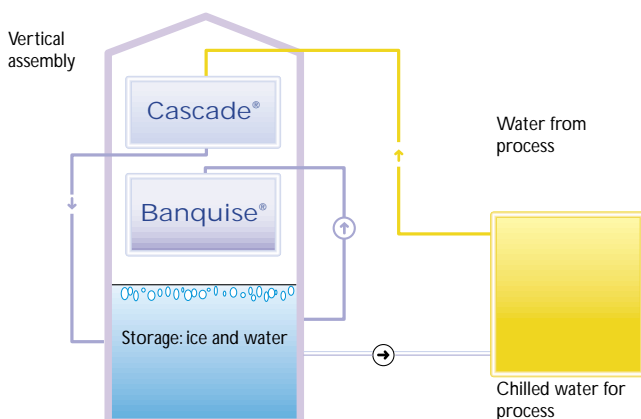 Vertical
assembly
Cascade®
Water from
process
Banquise®
Storage: ice and water
Chilled water for
process